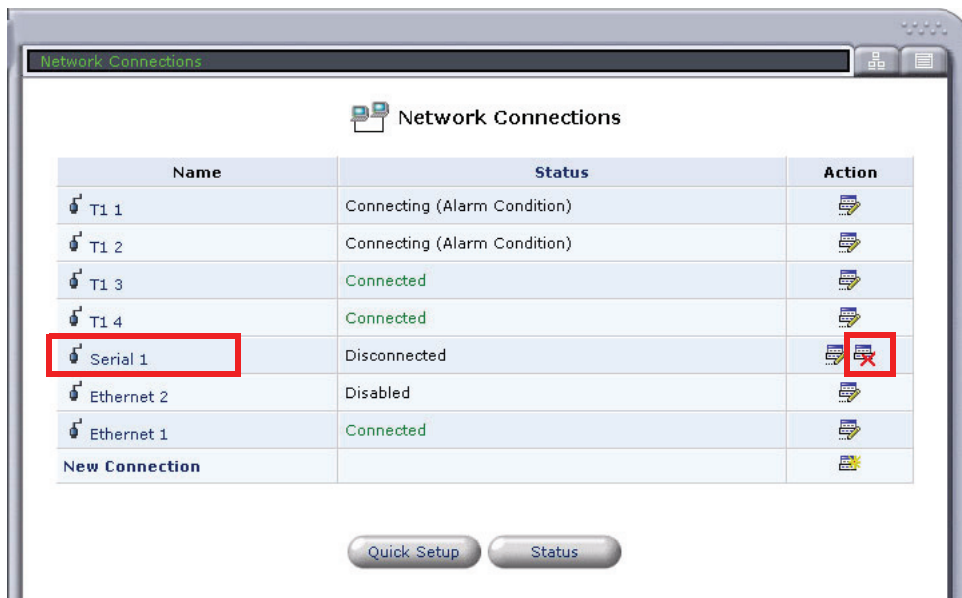 Network Connections
Network Connections
Name Status Action
T1 1 Connecting (Alarm Condition)
T1 2 Connecting (Alarm Condition)
T1 3 Connected
T1 4 Connected
Serial 1 Disconnected
Ethernet 2 Disabled
Ethernet 1 Connected
New Connection
Quick Setup Status